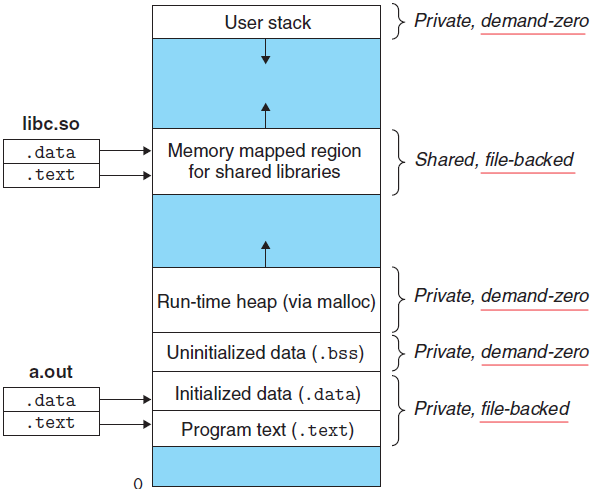 User stack
Private, demand-zero
libc.so
.data
.text
Memory mapped region
for shared libraries
Shared, file-backed
Run-time heap (via malloc)
Private, demand-zero
Uninitialized data (.bss)
Private, demand-zero
a.out
.data
.text
Initialized data (.data)
Program text (.text)
Private, file-backed
0